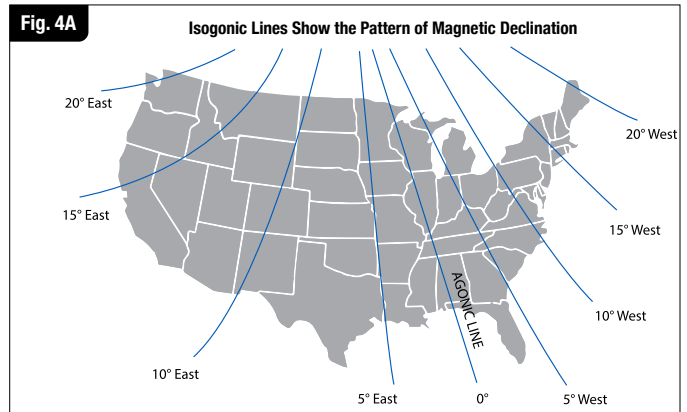 Fig. 4A
Isogonic Lines Show the Pattern of Magnetic Declination
20° East
20° West
15° East
15° West
10° West
AGONIC LINE
10° East
5° East
0°
5° West